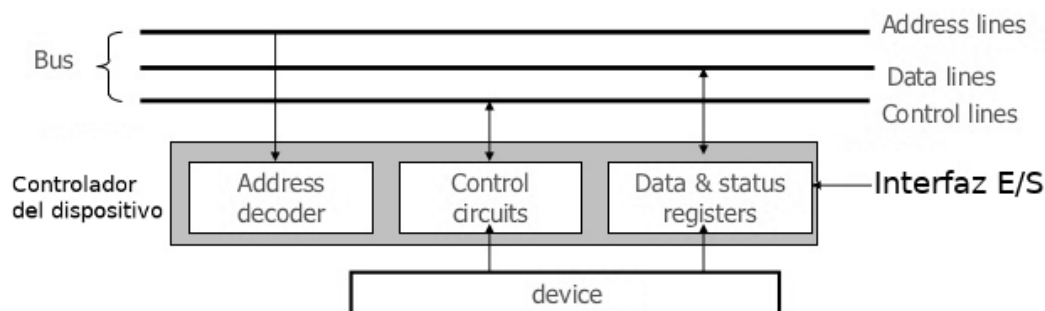 Address lines
Bus
Data lines
Control lines
Controlador
del dispositivo
Address
decoder
Control
circuits
Data & status
registers
Interfaz E/S
device